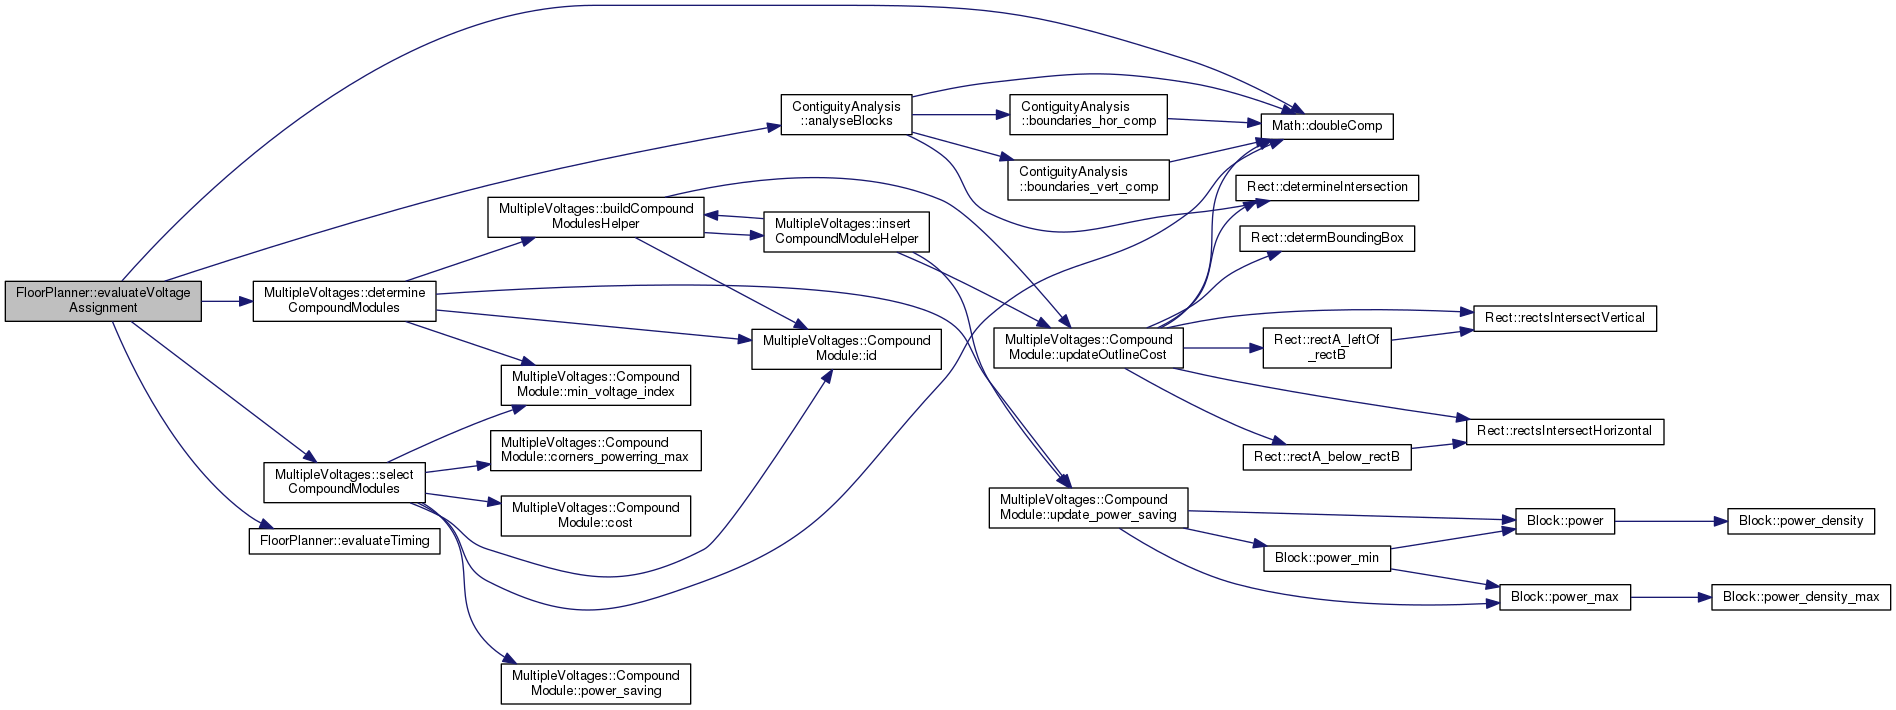 FloorPlanner::evaluateVoltage
Assignment
MultipleVoltages::determine
CompoundModules
MultipleVoltages::select
CompoundModules
FloorPlanner::evaluateTiming
MultipleVoltages::buildCompound
ModulesHelper
MultipleVoltages::Compound
Module::min_voltage_index
MultipleVoltages::Compound
Module::corners_powerring_max
MultipleVoltages::Compound
Module::cost
MultipleVoltages::Compound
Module::power_saving
ContiguityAnalysis
::analyseBlocks
MultipleVoltages::insert
CompoundModuleHelper
MultipleVoltages::Compound
Module::id
ContiguityAnalysis
::boundaries_hor_comp
ContiguityAnalysis
::boundaries_vert_comp
MultipleVoltages::Compound
Module::updateOutlineCost
MultipleVoltages::Compound
Module::update_power_saving
Math::doubleComp
Rect::determineIntersection
Rect::determBoundingBox
Rect::rectA_leftOf
_rectB
Rect::rectA_below_rectB
Block::power_min
Rect::rectsIntersectVertical
Rect::rectsIntersectHorizontal
Block::power
Block::power_max
Block::power_density
Block::power_density_max